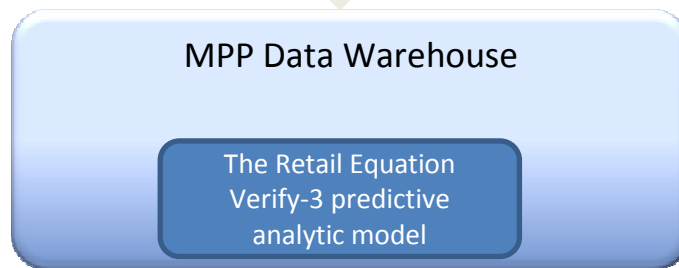 MPP Data Warehouse
The Retail Equation
Verify-3 predictive
analytic model